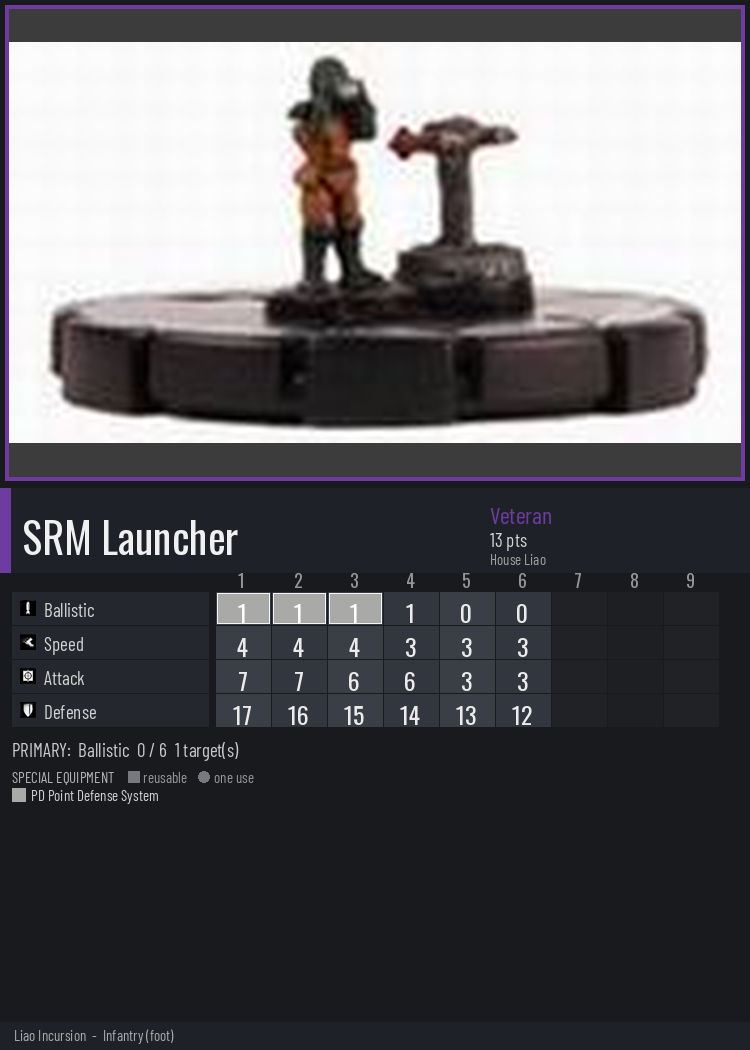 SRM Launcher
Veteran
13 pts
House Liao
1 2 3 4 5 6 7 8 9
Ballistic 1 1 1 1 0 0
Speed 4 4 4 3 3 3
Attack 7 7 6 6 3 3
Defense 17 16 15 14 13 12
PRIMARY: Ballistic 0 / 6 1 target(s)
SPECIAL EQUIPMENT reusable one use
PD Point Defense System
Liao Incursion - Infantry (foot)